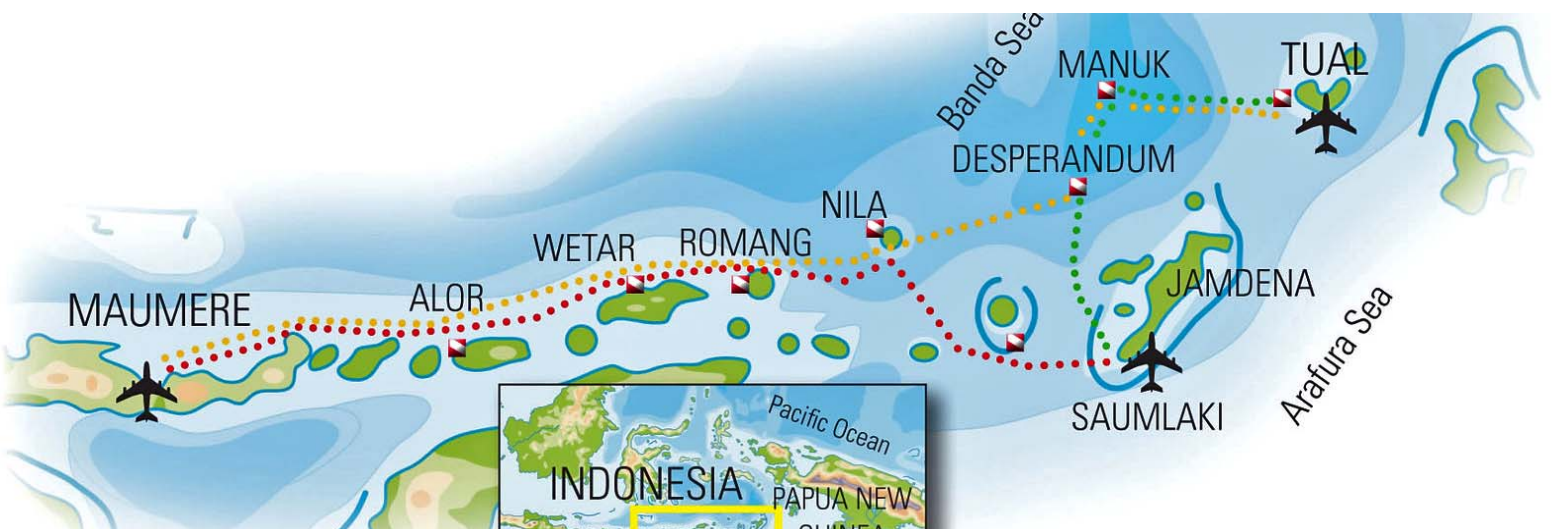 Banda Sea
MANUK
TUAL
DESPERANDUM
NILA
WETAR
ROMANG
ALOR
MAUMERE
JAMDENA
Arafura Sea
SAUMLAKI
Pacific Ocean
INDONESIA
PAPUA NEW
GUINEA